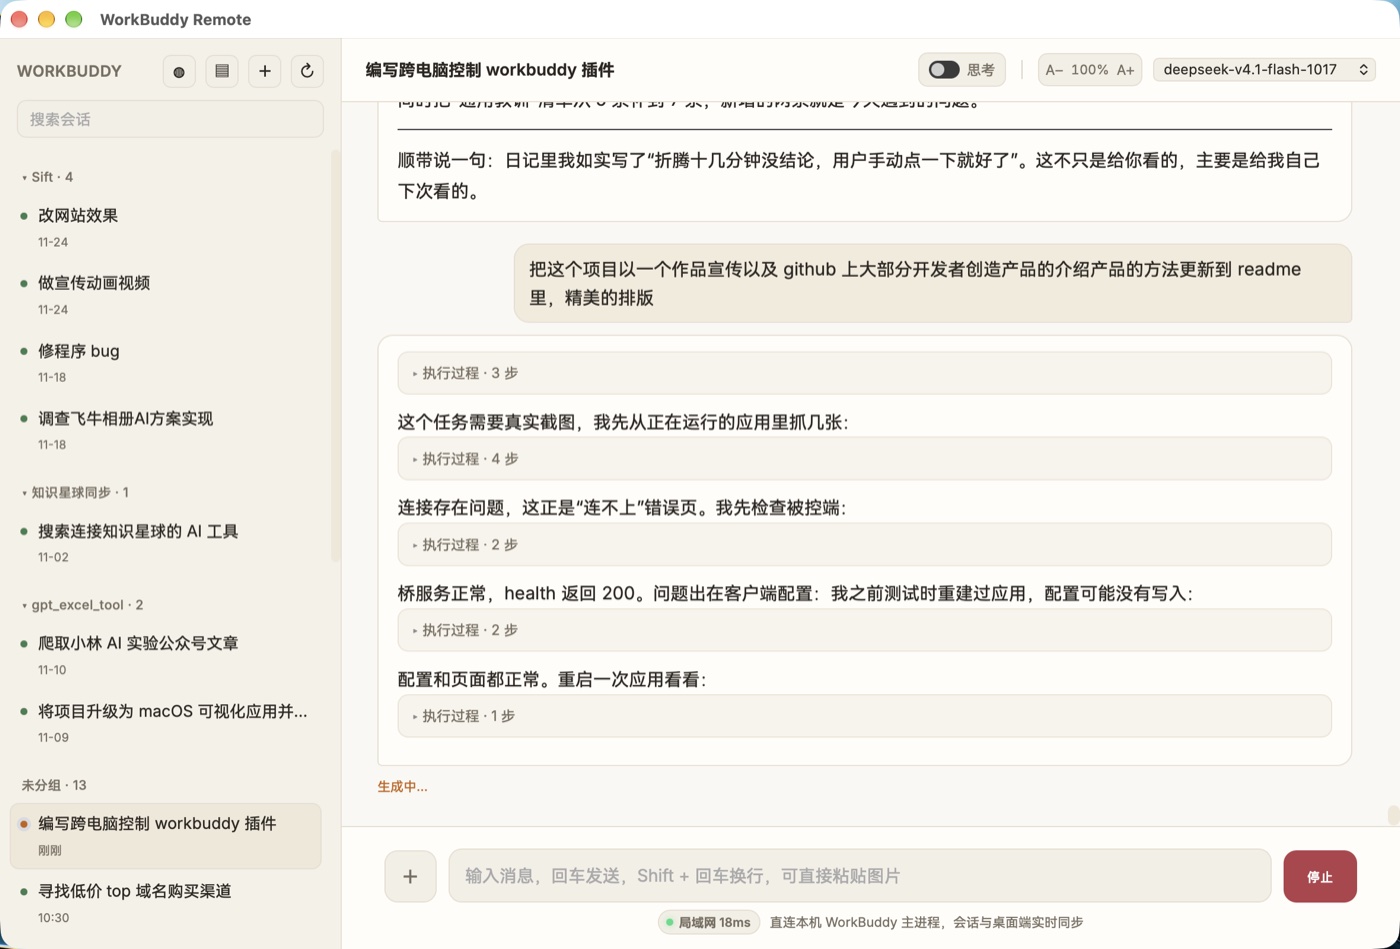 WorkBuddy Remote
WORKBUDDY
搜索会话
Sift · 4
改网站效果
11-24
做宣传动画视频
11-24
修程序 bug
11-18
调查飞牛相册AI方案实现
11-18
知识星球同步 · 1
搜索连接知识星球的 AI 工具
11-02
gpt_excel_tool · 2
爬取小林 AI 实验公众号文章
11-10
将项目升级为 macOS 可视化应用并...
11-09
未分组 · 13
编写跨电脑控制 workbuddy 插件
刚刚
寻找低价 top 域名购买渠道
10:30
编写跨电脑控制 workbuddy 插件
思考
A− 100% A+
deepseek-v4.1-flash-1017
顺带说一句：日记里我如实写了“折腾十几分钟没结论，用户手动点一下就好了”。这不只是给你看的，主要是给我自己
下次看的。
把这个项目以一个作品宣传以及 github 上大部分开发者创造产品的介绍产品的方法更新到 readme
里，精美的排版
执行过程 · 3 步
这个任务需要真实截图，我先从正在运行的应用里抓几张：
执行过程 · 4 步
连接存在问题，这正是“连不上”错误页。我先检查被控端：
执行过程 · 2 步
桥服务正常，health 返回 200。问题出在客户端配置：我之前测试时重建过应用，配置可能没有写入：
执行过程 · 2 步
配置和页面都正常。重启一次应用看看：
执行过程 · 1 步
生成中...
输入消息，回车发送，Shift + 回车换行，可直接粘贴图片
停止
局域网 18ms 直连本机 WorkBuddy 主进程，会话与桌面端实时同步